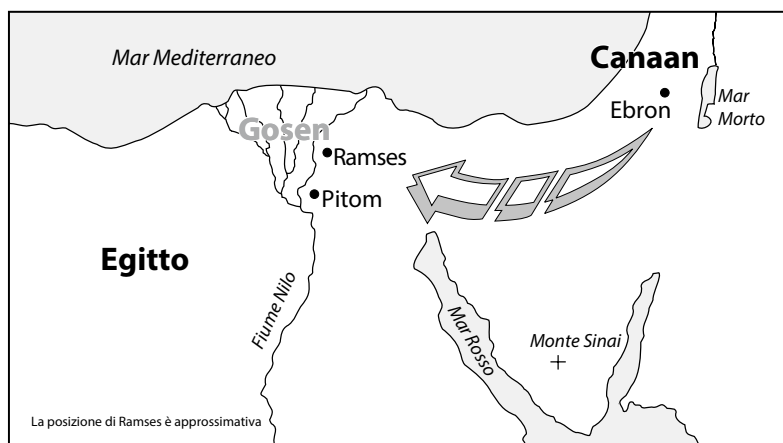 Mar Mediterraneo
Canaan
Ebron
Mar
Morto
Gosen
Ramses
Pitom
Egitto
Fiume Nilo
Mar Rosso
Monte Sinai
La posizione di Ramses è approssimativa